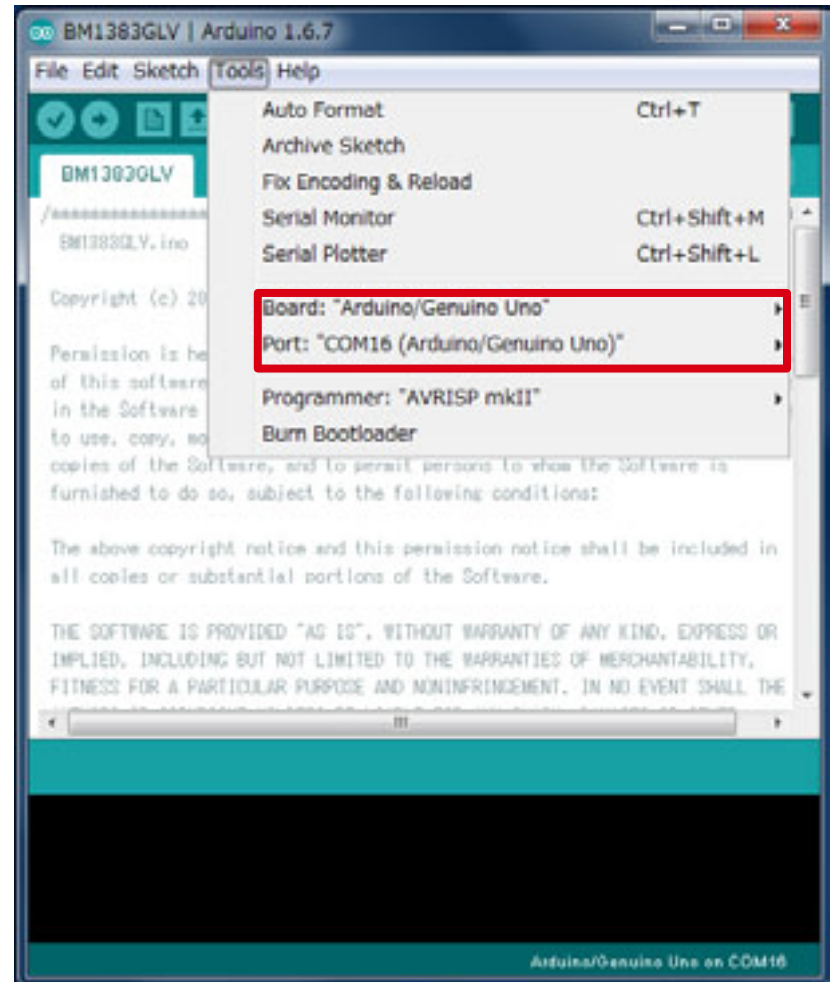 BM1383GLV | Arduino 1.6.7
File Edit Sketch Tools Help
Auto Format Ctrl+T
Archive Sketch
Fix Encoding & Reload
Serial Monitor Ctrl+Shift+M
Serial Plotter Ctrl+Shift+L
Board: "Arduino/Genuino Uno"
Port: "COM16 (Arduino/Genuino Uno)"
Programmer: "AVRISP mkII"
Burn Bootloader
BM1383GLV
BM1383GLV.ino
Copyright (c) 20
Permission is he
of this software
in the Software
to use, copy, mo
copies of the Software, and to permit persons to whom the Software is
furnished to do so, subject to the following conditions:
The above copyright notice and this permission notice shall be included in
all copies or substantial portions of the Software.
THE SOFTWARE IS PROVIDED "AS IS", WITHOUT WARRANTY OF ANY KIND, EXPRESS OR
IMPLIED, INCLUDING BUT NOT LIMITED TO THE WARRANTIES OF MERCHANTABILITY,
FITNESS FOR A PARTICULAR PURPOSE AND NONINFRINGEMENT. IN NO EVENT SHALL THE
Arduino/Genuino Uno on COM16